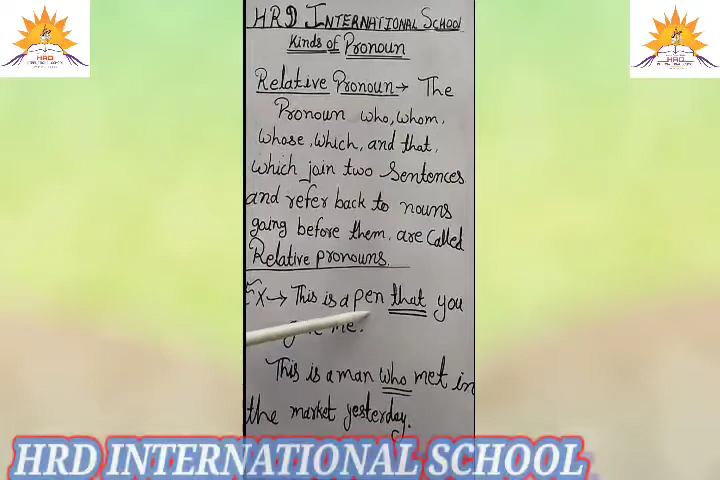 HRD INTERNATIONAL SCHOOL
Kinds of Pronoun
Relative Pronoun → The
Pronoun who, whom,
whose, which, and that,
which join two Sentences
and refer back to nouns
going before them, are called
Relative pronouns.
Ex → This is a pen that you
me.
This is a man who met in
the market yesterday.
HRD INTERNATIONAL SCHOOL